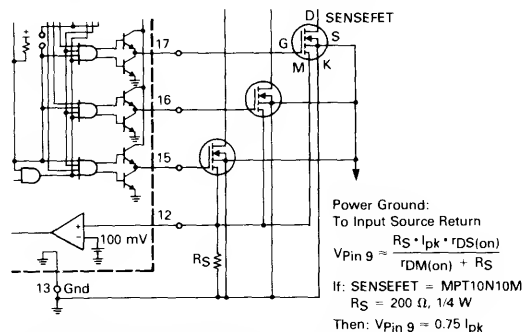 D SENSEFET
G S
M K
17
16
15
12
+
+
−
100 mV
RS
13 Gnd
Power Ground:
To Input Source Return
VPin 9 ≈ RS • Ipk • rDS(on)
rDM(on) + RS
If: SENSEFET = MPT10N10M
RS = 200 Ω, 1/4 W
Then: VPin 9 ≈ 0.75 Ipk